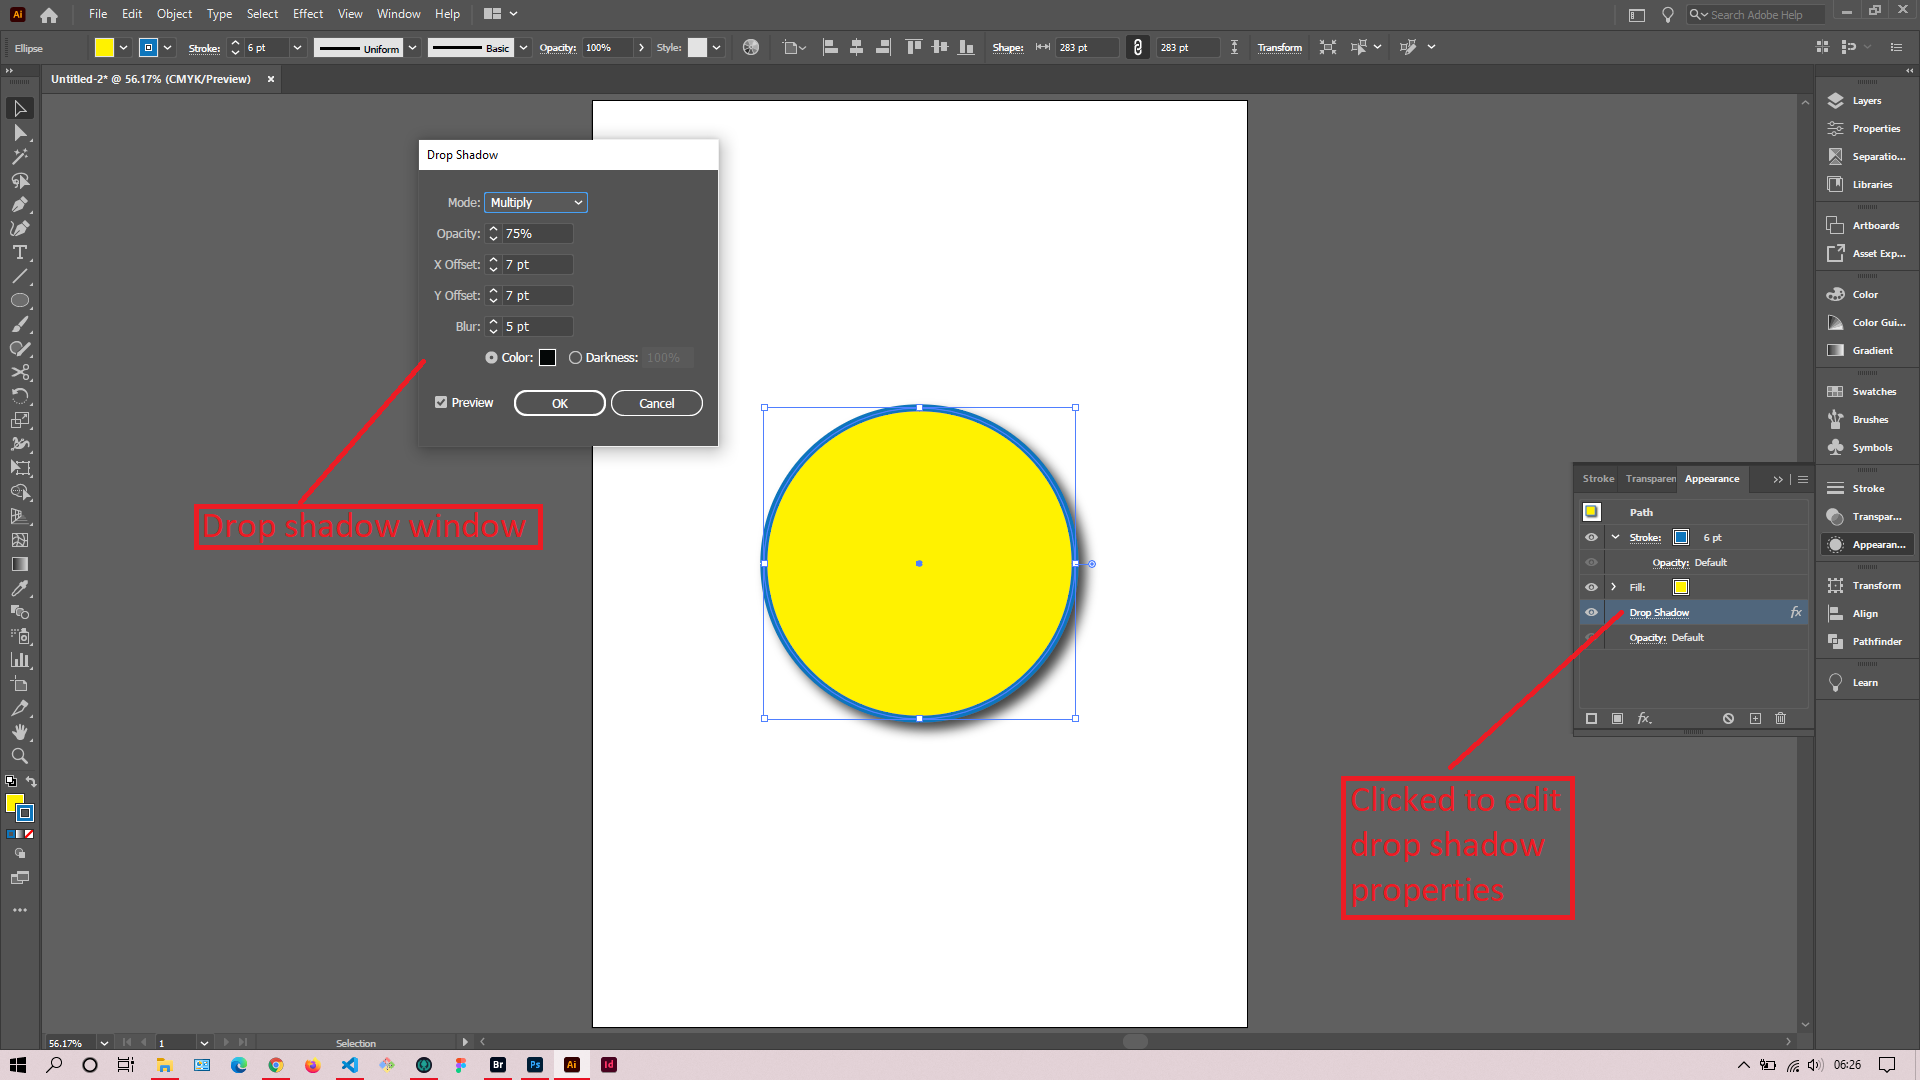 Ai File Edit Object Type Select Effect View Window Help Search Adobe Help
Ellipse Stroke: 6 pt Uniform Basic Opacity: 100% Style: Shape: 283 pt 283 pt Transform
Untitled-2* @ 56.17% (CMYK/Preview)
Drop Shadow
Mode: Multiply
Opacity: 75%
X Offset: 7 pt
Y Offset: 7 pt
Blur: 5 pt
Color: Darkness: 100%
Preview OK Cancel
Drop shadow window
Stroke Transparen Appearance
Path
Stroke: 6 pt
Opacity: Default
Fill:
Drop Shadow fx
Opacity: Default
fx.
Clicked to edit
drop shadow
properties
Layers
Properties
Separatio...
Libraries
Artboards
Asset Exp...
Color
Color Gui...
Gradient
Swatches
Brushes
Symbols
Stroke
Transpar...
Appearan...
Transform
Align
Pathfinder
Learn
56.17% 1 Selection
Br Ps Ai Id 06:26